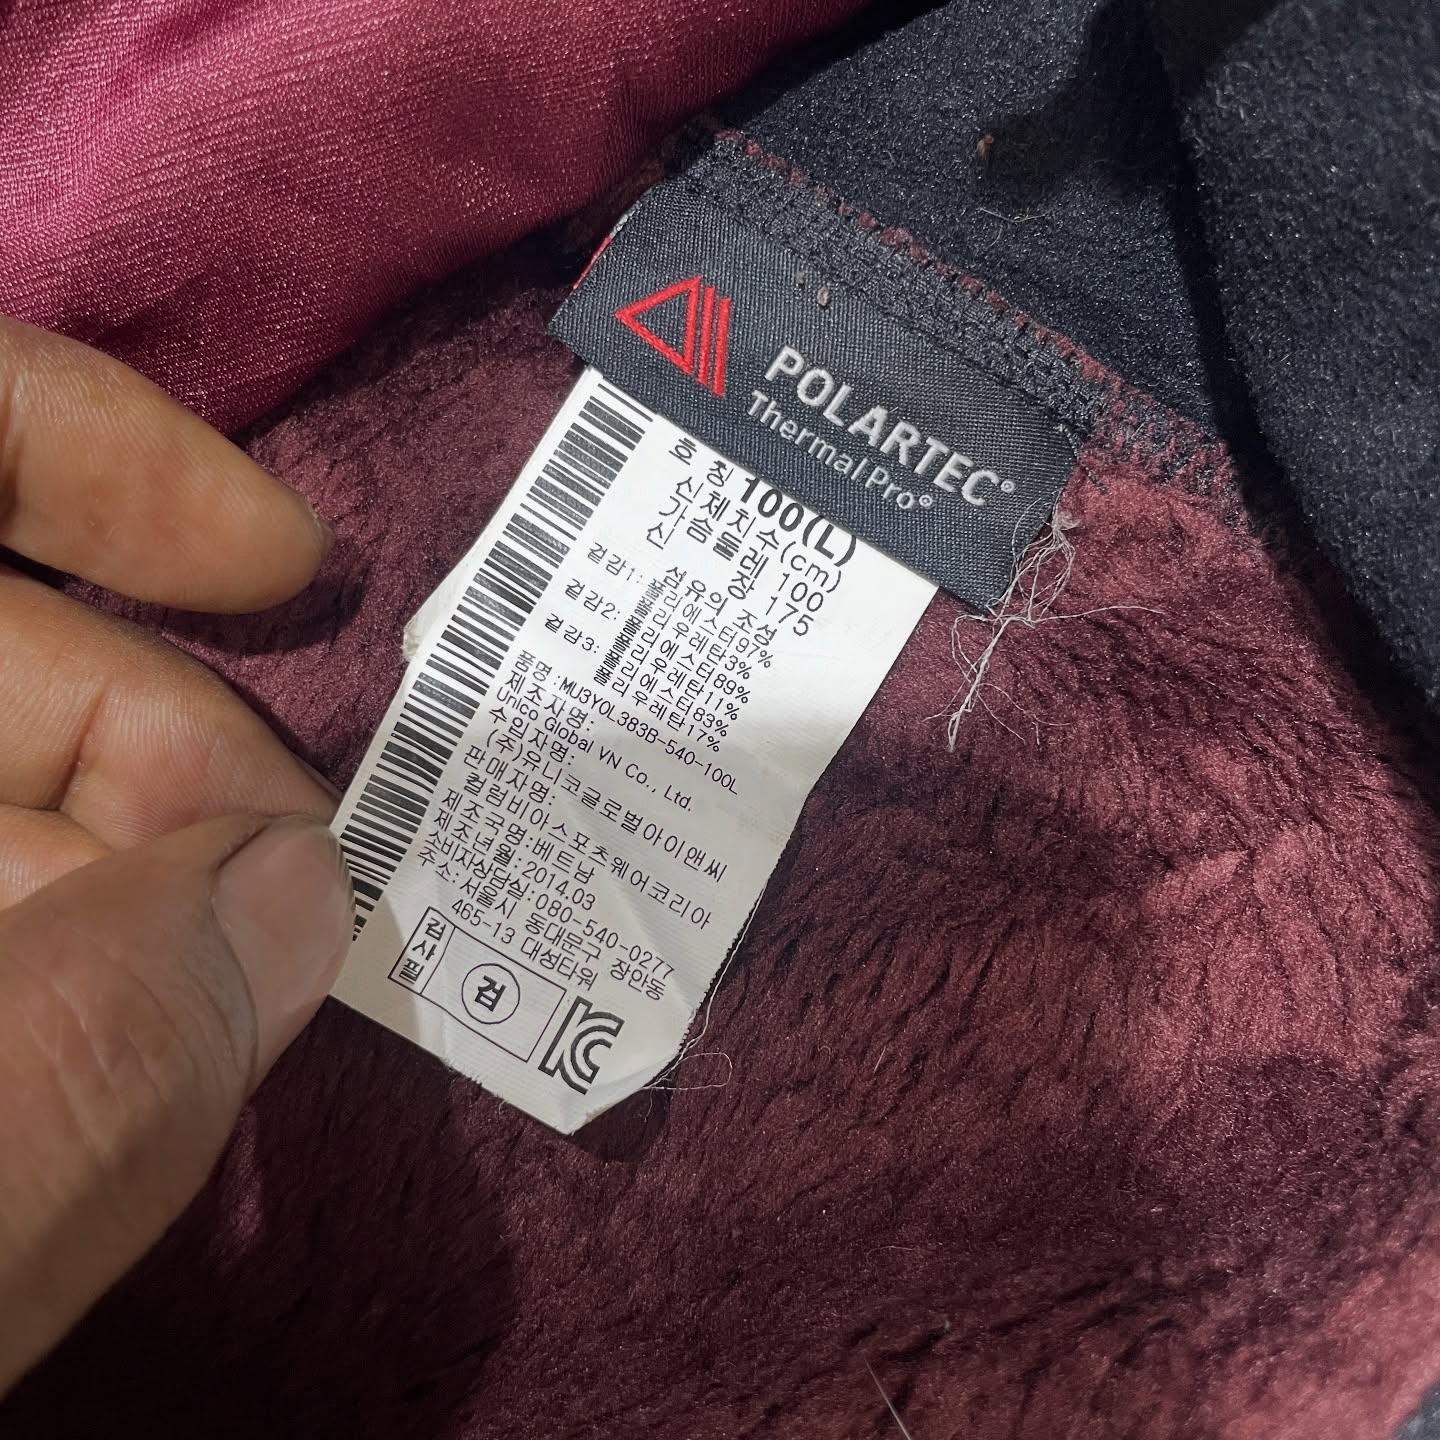 POLARTEC®
ThermalPro®
호 칭 100(L)
신체치수(cm)
가슴둘레 100
신 장 175
섬유의 조성
겉감1: 폴리에스터97%
폴리우레탄3%
겉감2: 폴리에스터89%
폴리우레탄11%
겉감3: 폴리에스터83%
폴리우레탄17%
품명:MU3YOL383B-540-100L
제조자명:
Unico Global VN Co., Ltd.
수입자명:
(주)유니코글로벌아이앤씨
판매자명:
컬럼비아스포츠웨어코리아
제조국명:베트남
제조년월:2014.03
소비자상담실:080-540-0277
주 소:서울시 동대문구 장안동
465-13 대성타워
검사필
검
KC